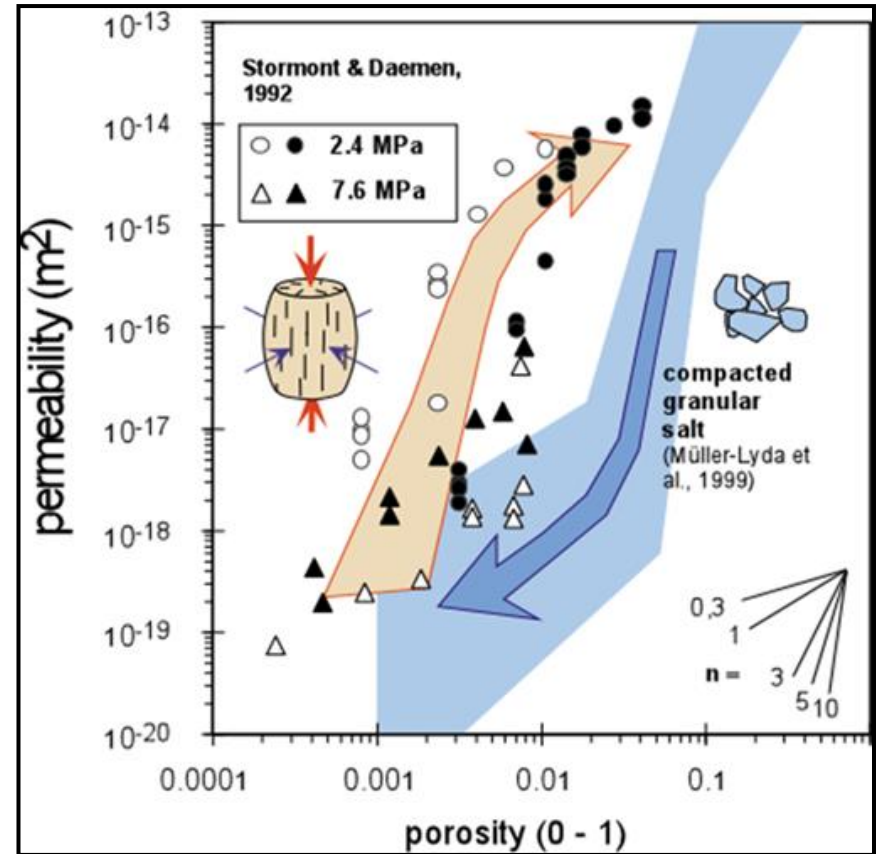 10-13
10-14
10-15
10-16
10-17
10-18
10-19
10-20
permeability (m2)
Stormont & Daemen,
1992
2.4 MPa
7.6 MPa
compacted
granular
salt
(Müller-Lyda et
al., 1999)
0,3
1
n = 3
5 10
0.0001 0.001 0.01 0.1
porosity (0 - 1)